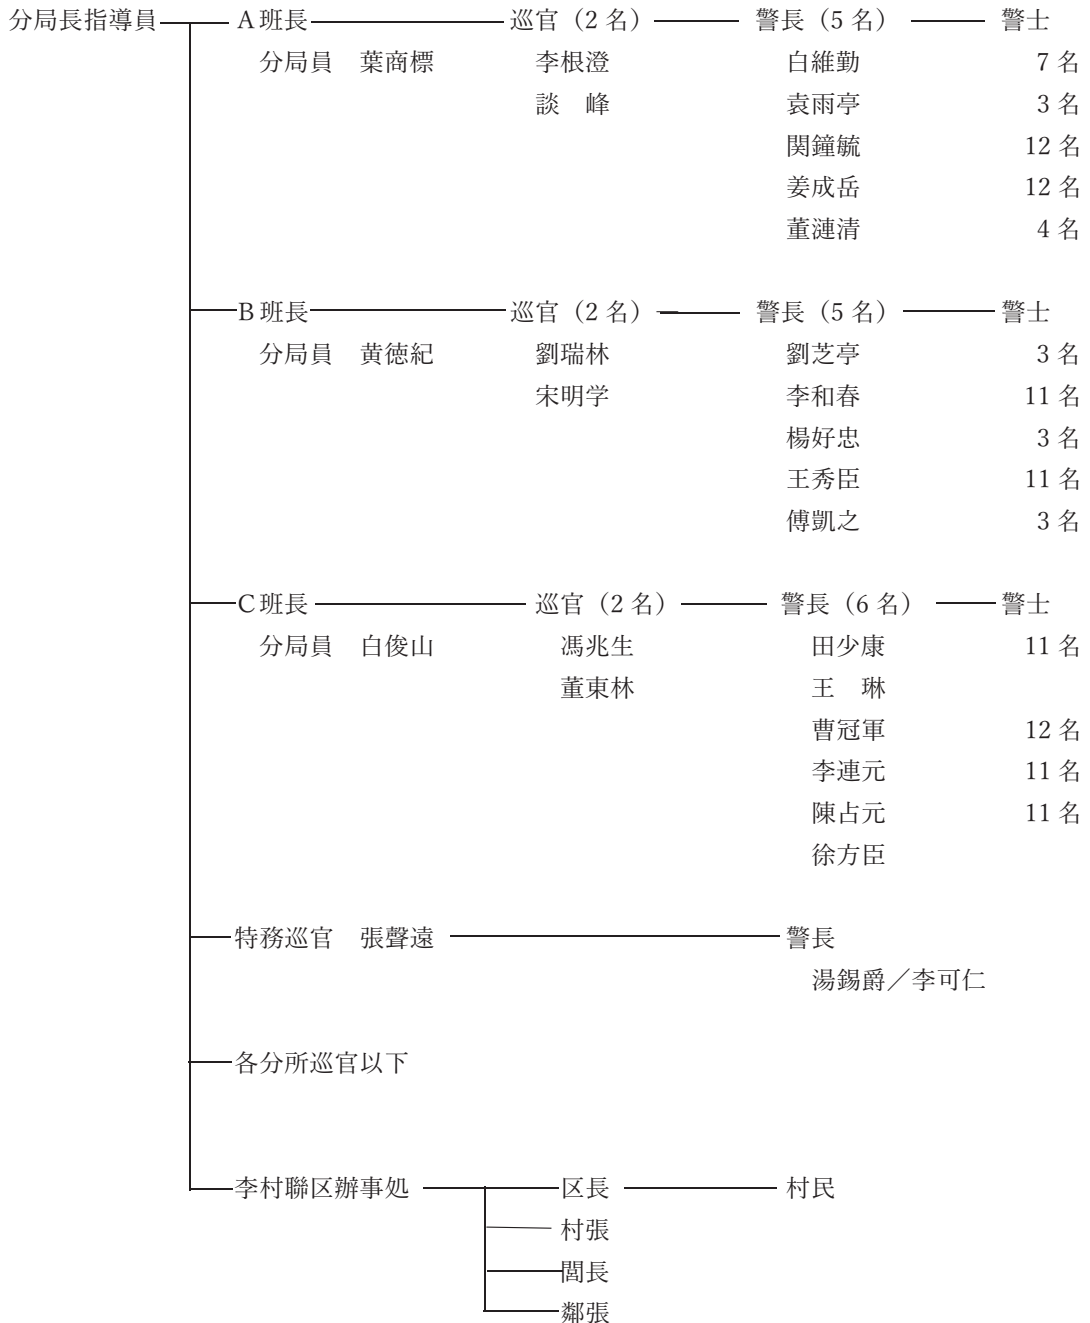 分局長指導員 A班長 巡官（2名） 警長（5名） 警士
分局員　葉商標 李根澄 白維勤 7名
談　峰 袁雨亭 3名
関鐘毓 12名
姜成岳 12名
董漣清 4名
B班長 巡官（2名） 警長（5名） 警士
分局員　黄徳紀 劉瑞林 劉芝亭 3名
宋明学 李和春 11名
楊好忠 3名
王秀臣 11名
傅凱之 3名
C班長 巡官（2名） 警長（6名） 警士
分局員　白俊山 馮兆生 田少康 11名
董東林 王　琳
曹冠軍 12名
李連元 11名
陳占元 11名
徐方臣
特務巡官　張聲遠 警長
湯錫爵／李可仁
各分所巡官以下
李村聯区辦事処 区長 村民
村張
閭長
鄰張